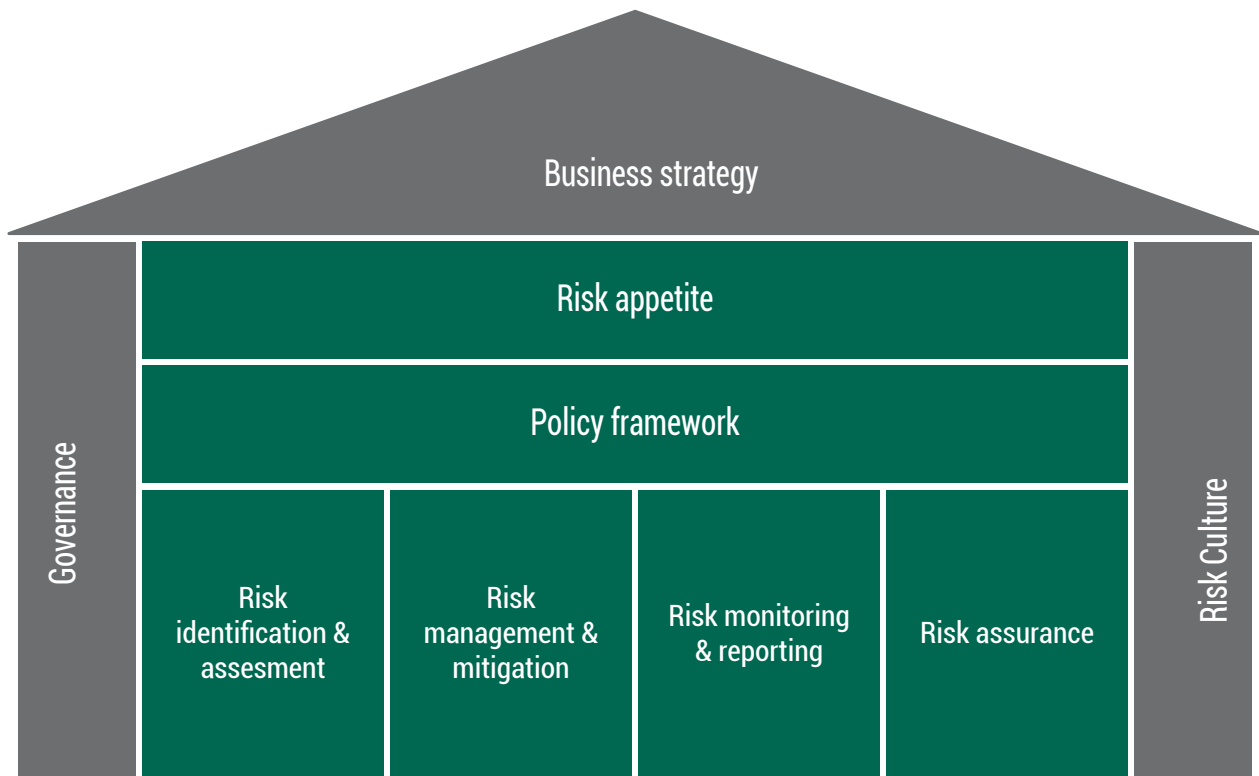 Business strategy
Risk appetite
Policy framework
Governance
Risk
identification &
assesment
Risk
management &
mitigation
Risk monitoring
& reporting
Risk assurance
Risk Culture